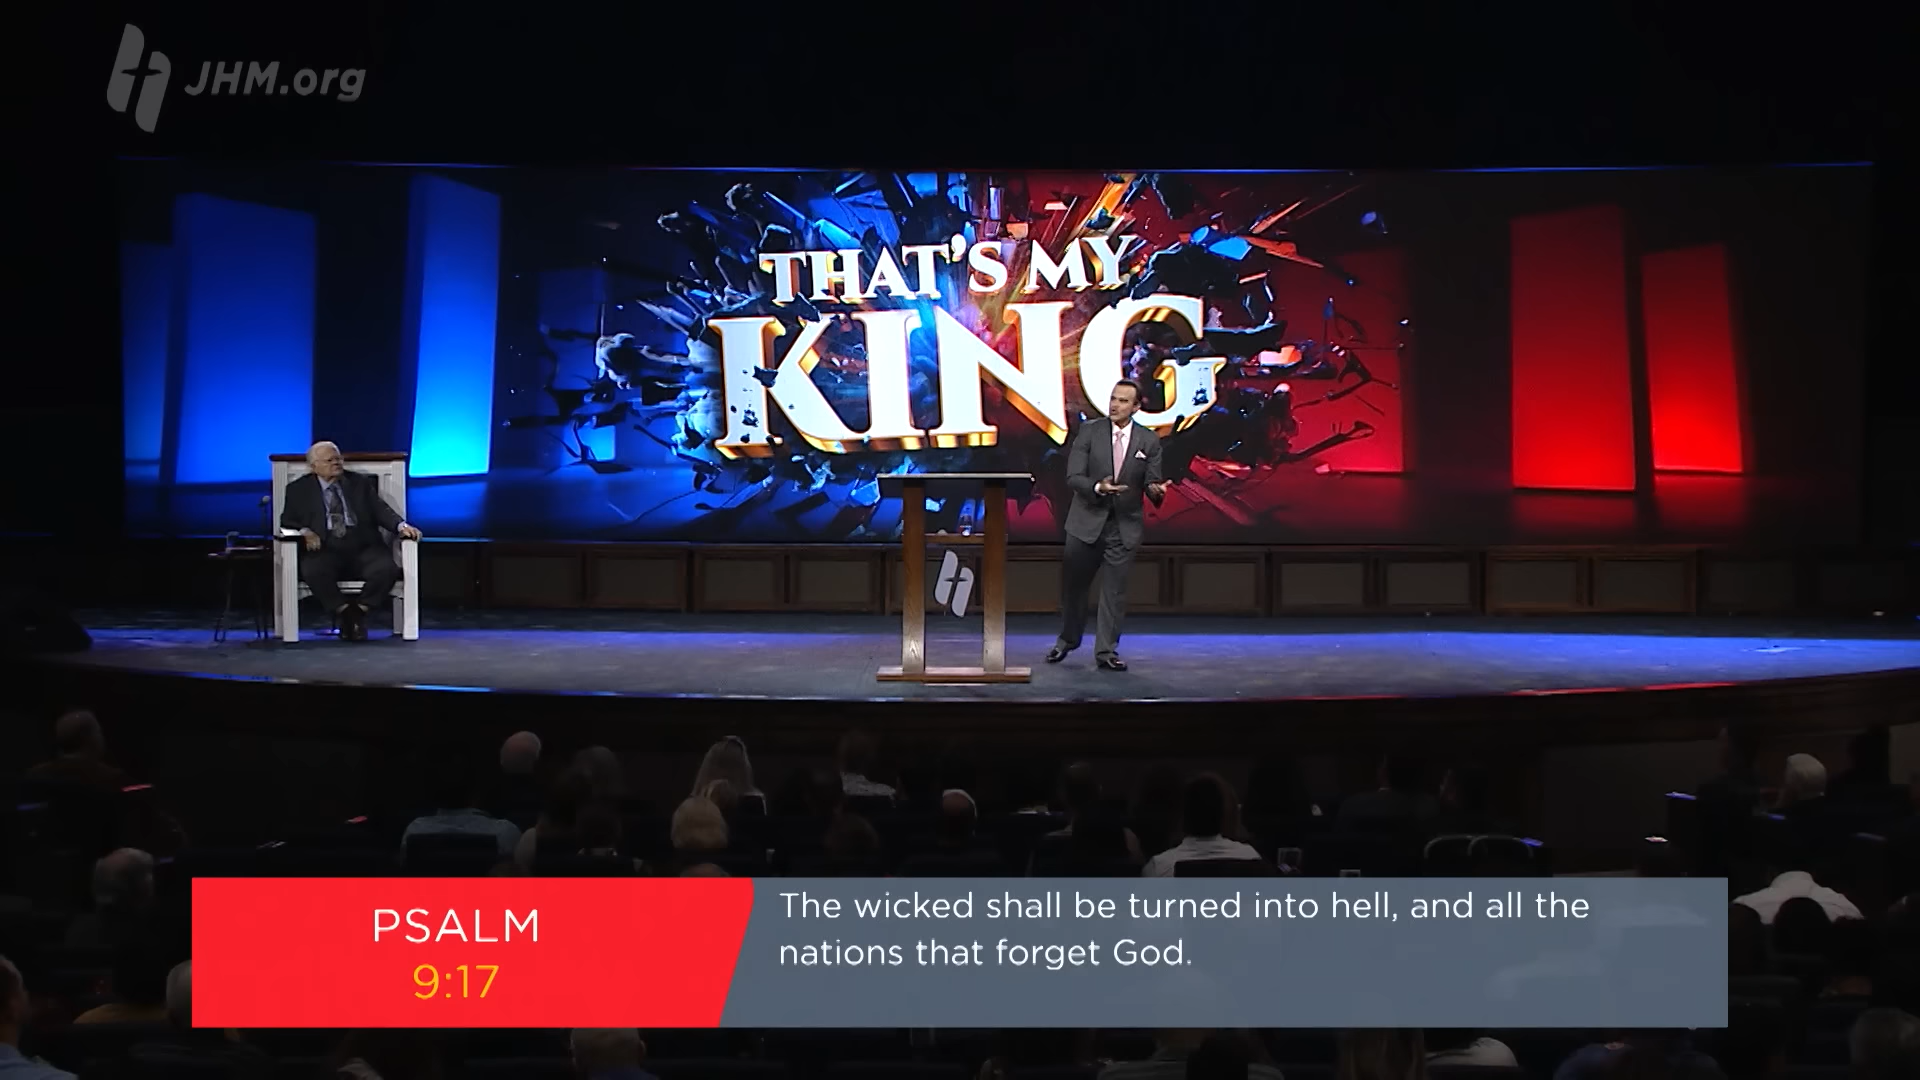 JHM.org
THAT'S MY
KING
PSALM
9:17
The wicked shall be turned into hell, and all the
nations that forget God.